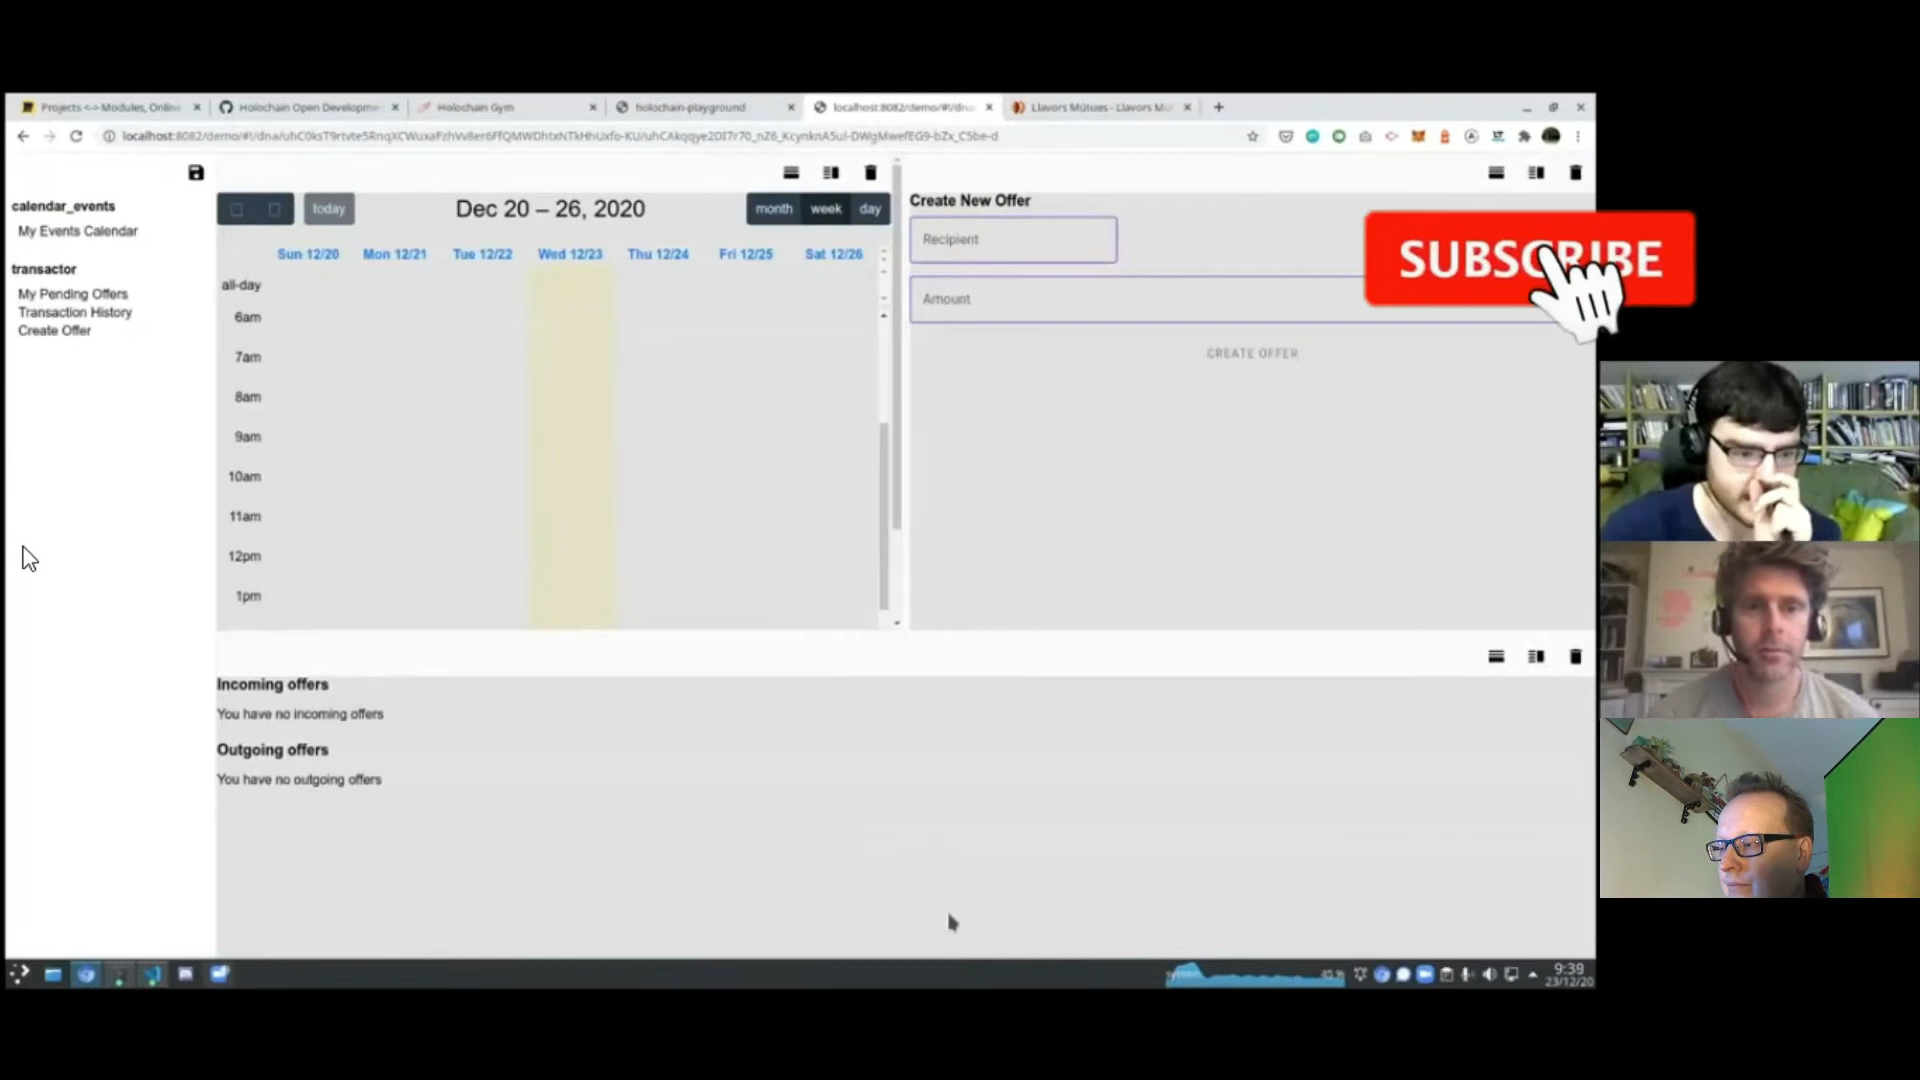 Projects <-> Modules, Online
Holochain Open Developme
Holochain Gym
holochain-playground
localhost:8082/demo/#!/dna
Llavors Mútues - Llavors Mú
calendar_events
My Events Calendar
transactor
My Pending Offers
Transaction History
Create Offer
today
Dec 20 – 26, 2020
month
week
day
Sun 12/20
Mon 12/21
Tue 12/22
Wed 12/23
Thu 12/24
Fri 12/25
Sat 12/26
all-day
6am
7am
8am
9am
10am
11am
12pm
1pm
Create New Offer
Recipient
Amount
CREATE OFFER
SUBSCRIBE
Incoming offers
You have no incoming offers
Outgoing offers
You have no outgoing offers
9:39
23/12/20